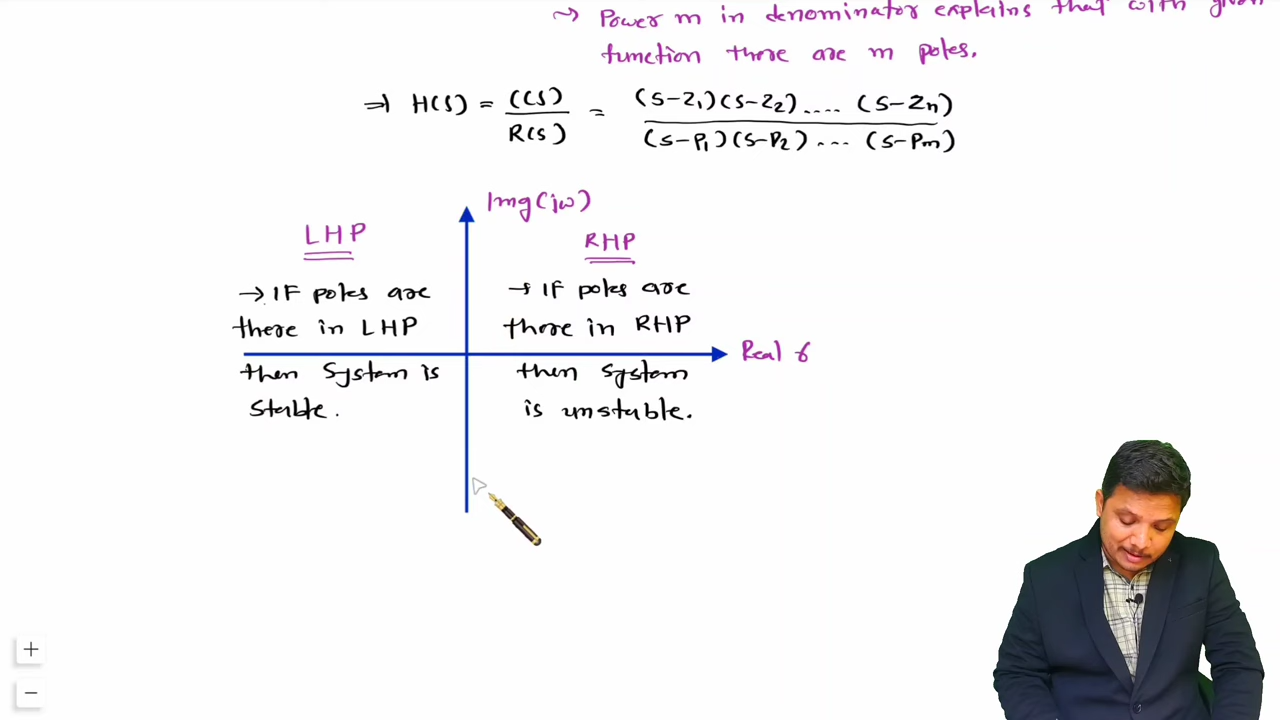 ~> Power m in denominator explains that with given
function there are m poles.
=> H(s) = C(s)/R(s) = (s-z₁)(s-z₂).... (s-zn)/(s-p₁)(s-p₂)... (s-pm)
Img(jω)
LHP
RHP
→ IF poles are
there in LHP
then System is
stable.
→ IF poles are
there in RHP
then system
is unstable.
Real σ
+
−